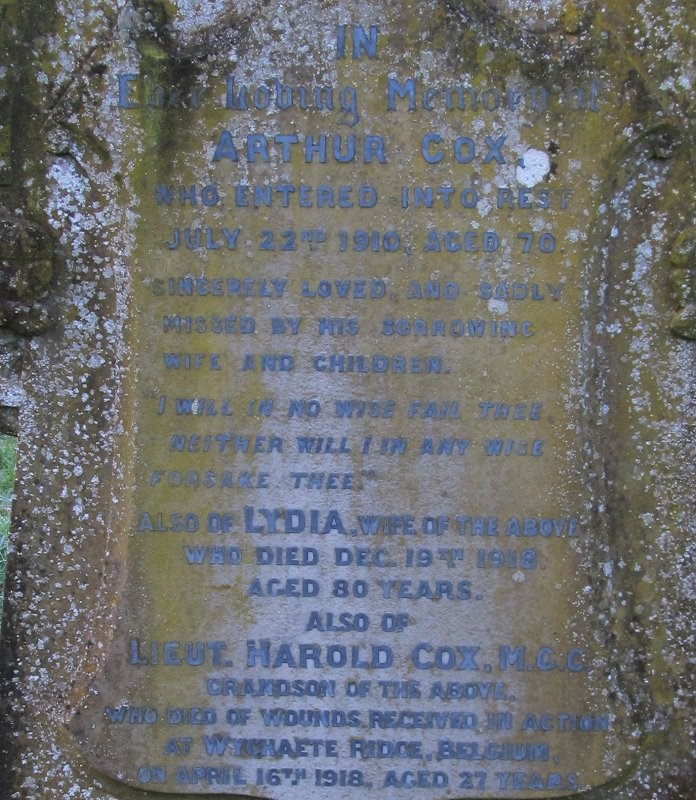 IN
Ever Loving Memory of
ARTHUR COX,
WHO ENTERED INTO REST
JULY 22ND 1910, AGED 70
SINCERELY LOVED, AND SADLY
MISSED BY HIS SORROWING
WIFE AND CHILDREN.
"I WILL IN NO WISE FAIL THEE,
NEITHER WILL I IN ANY WISE
FORSAKE THEE."
ALSO OF LYDIA, WIFE OF THE ABOVE
WHO DIED DEC. 19TH 1918
AGED 80 YEARS.
ALSO OF
LIEUT. HAROLD COX, M.G.C.
GRANDSON OF THE ABOVE,
WHO DIED OF WOUNDS, RECEIVED IN ACTION
AT WYTCHAETE RIDGE, BELGIUM,
ON APRIL 16TH 1918, AGED 27 YEARS.